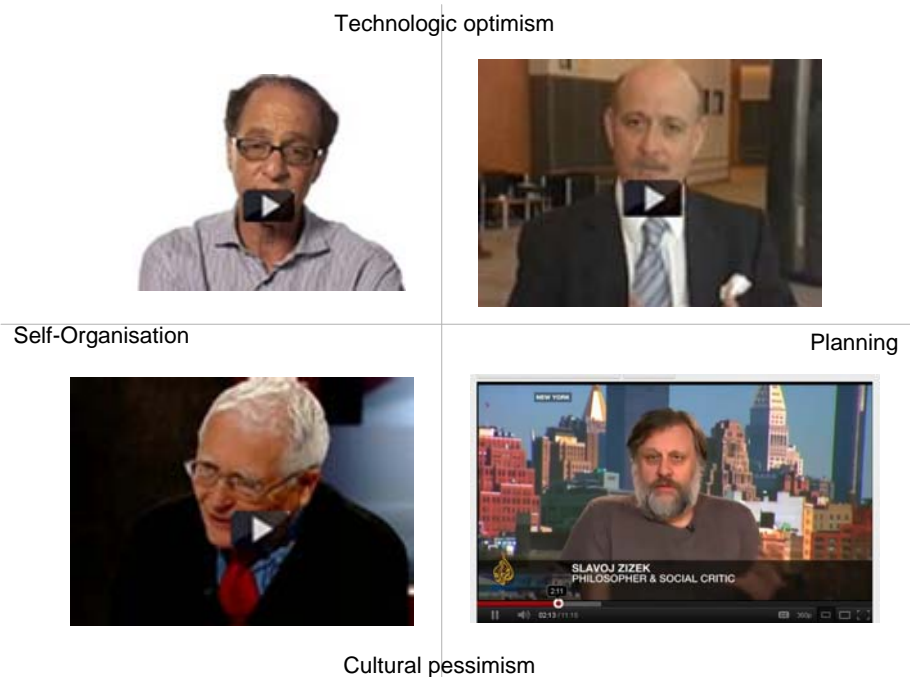 Technologic optimism
Self-Organisation
Planning
NEW YORK
SLAVOJ ZIZEK
PHILOSOPHER & SOCIAL CRITIC
2:11
02:13 / 11:15
360p
Cultural pessimism